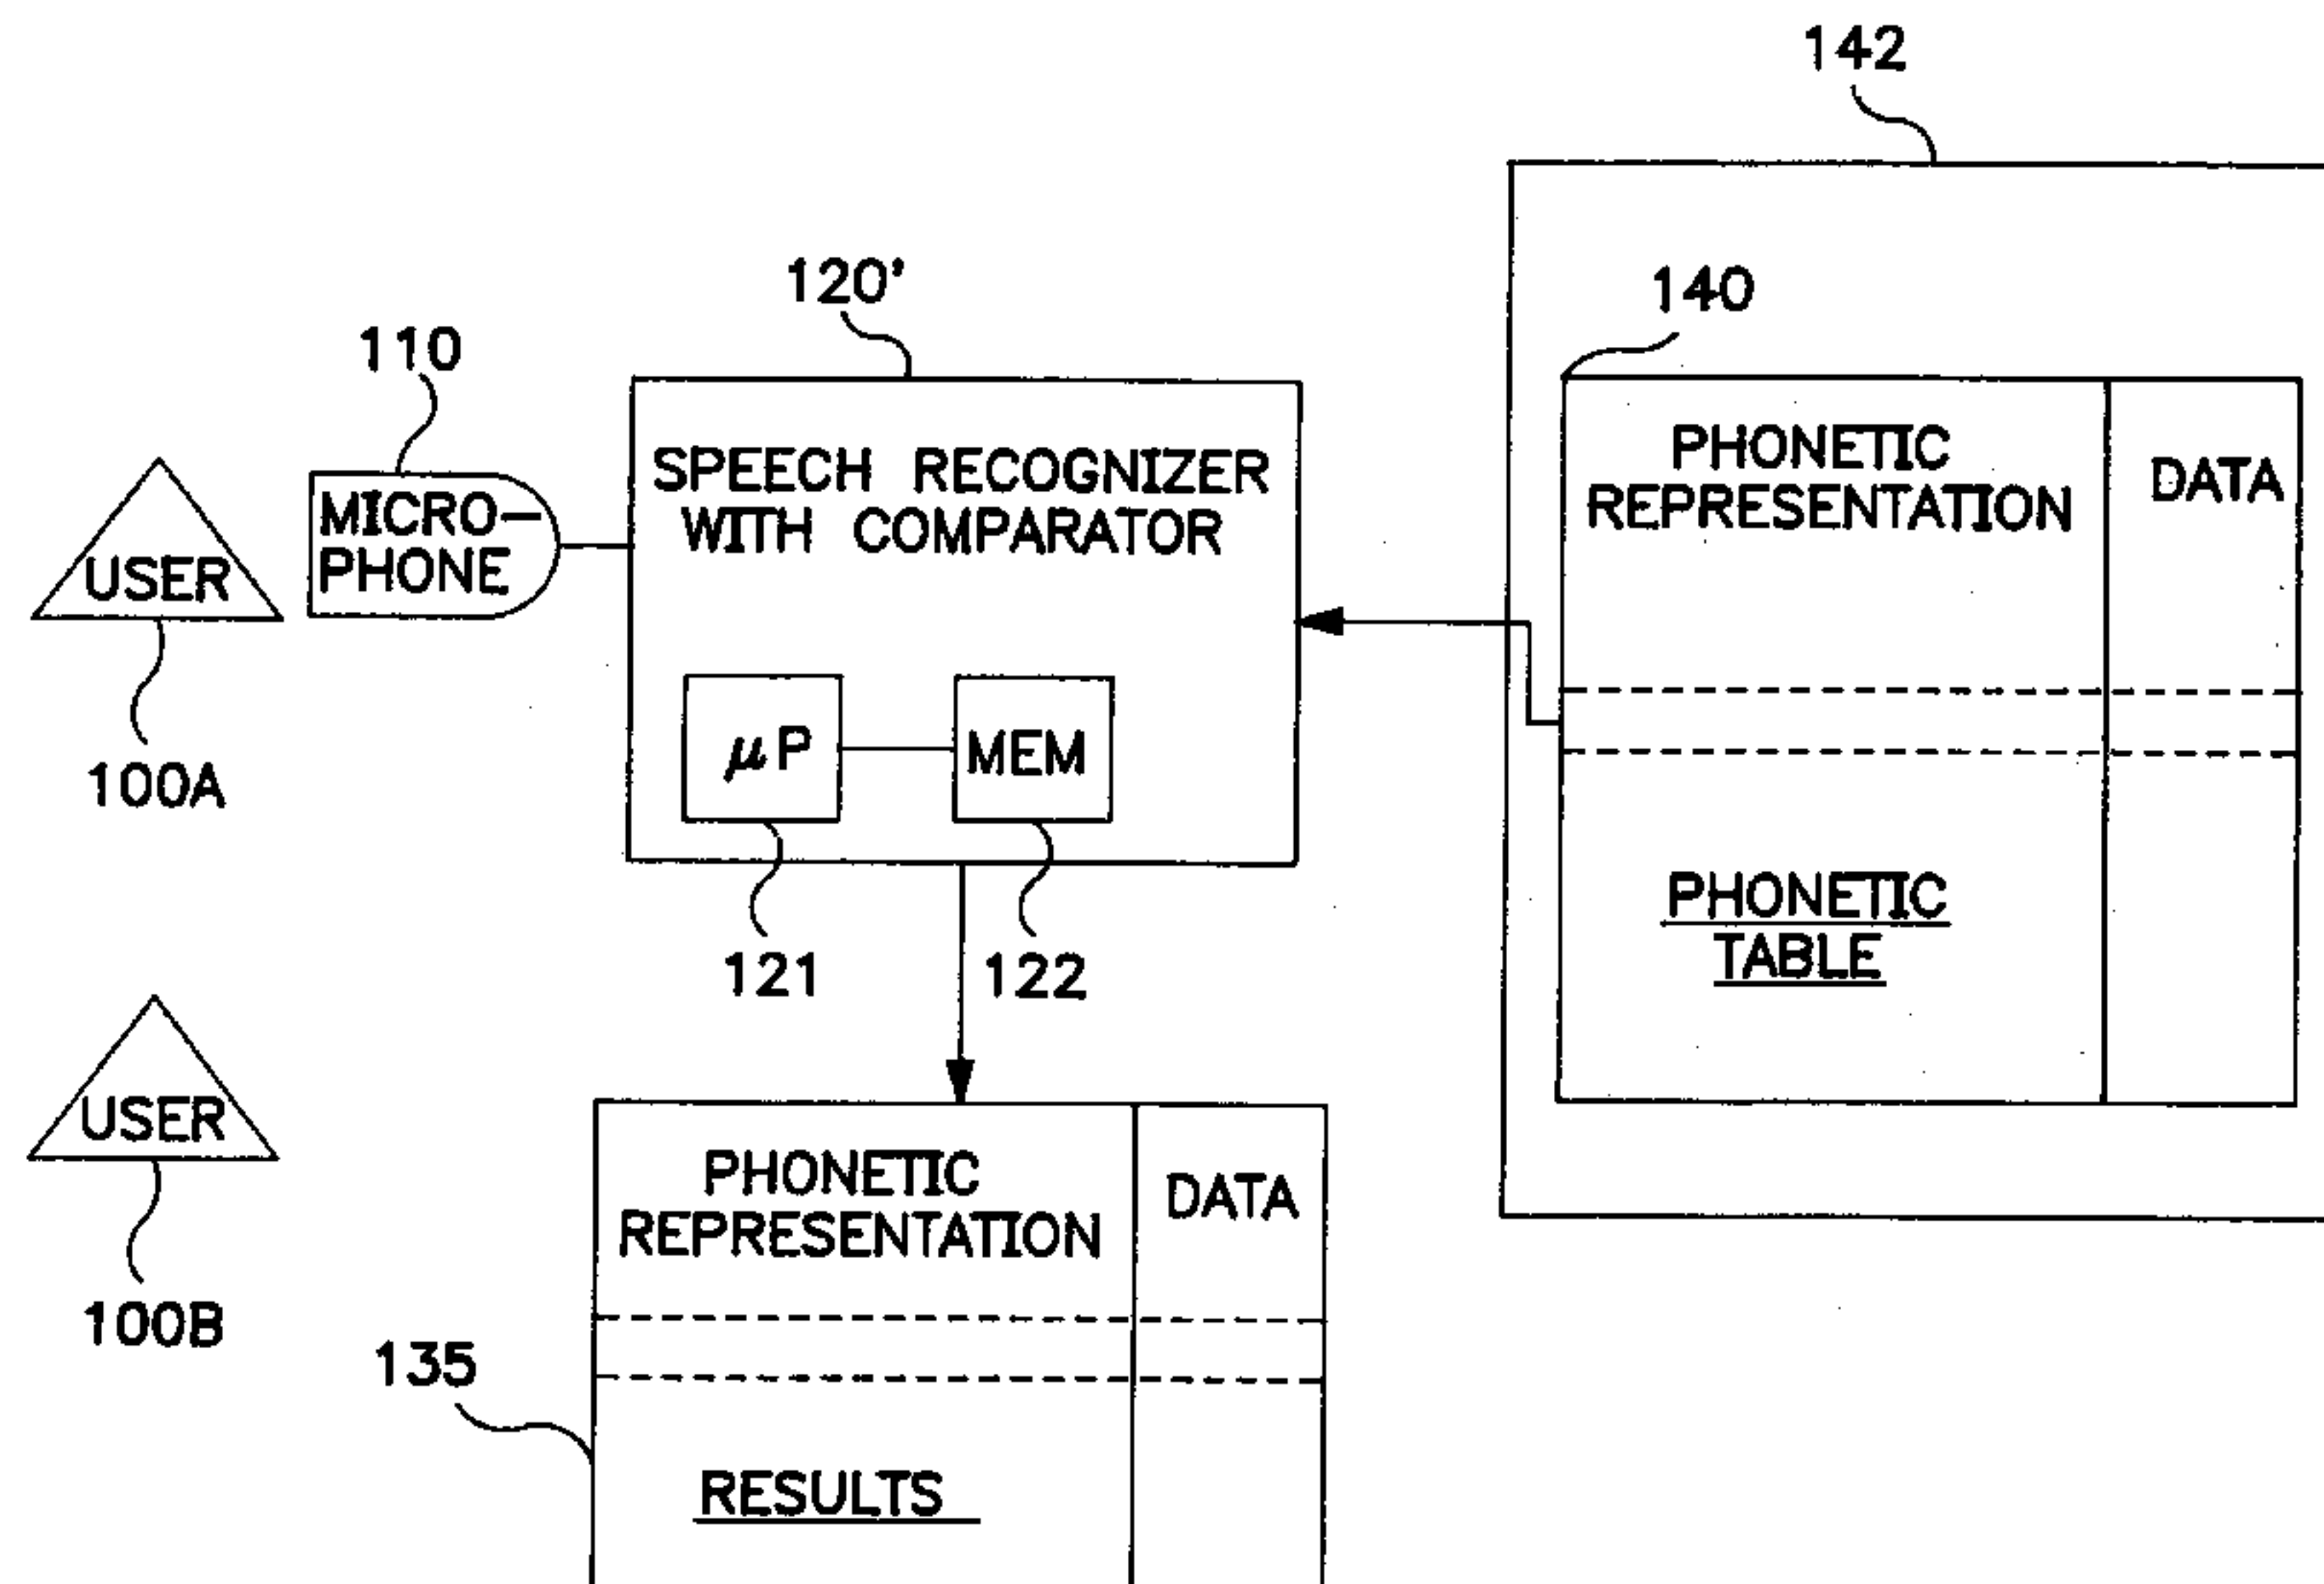 142
120'
140
110
PHONETIC
REPRESENTATION
DATA
SPEECH RECOGNIZER
WITH COMPARATOR
MICRO-
PHONE
USER
μP
MEM
100A
PHONETIC
TABLE
121
122
USER
PHONETIC
REPRESENTATION
DATA
100B
135
RESULTS